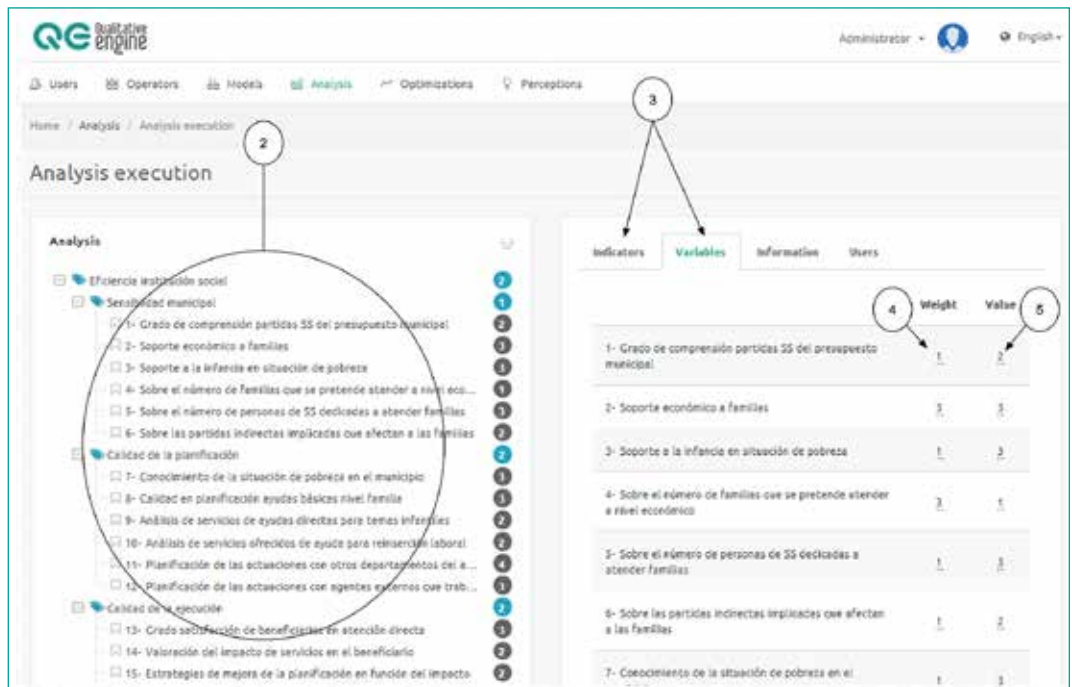 QE Qualitative engine
Administrator English
Users Operators Models Analysis Optimizations Perceptions
3
Home / Analysis / Analysis execution
2
Analysis execution
Analysis
Eficiencia institución social 2
Sensibilidad municipal 1
1- Grado de comprensión partidas SS del presupuesto municipal 2
2- Soporte económico a familias
3- Soporte a la infancia en situación de pobreza
4- Sobre el número de familias que se pretende atender a nivel eco...
5- Sobre el número de personas de SS dedicadas a atender familias
6- Sobre las partidas indirectas implicadas que afectan a las familias 2
Calidad de la planificación 2
7- Conocimiento de la situación de pobreza en el municipio
8- Calidad en planificación ayudas básicas nivel familia
9- Análisis de servicios de ayudas directas para temas infantiles 2
10- Análisis de servicios ofrecidos de ayuda para reinserción laboral 2
11- Planificación de las actuaciones con otros departamentos del a... 4
12- Planificación de las actuaciones con agentes externos que trab...
Calidad de la ejecución 2
13- Grado satisfacción de beneficiarios en atención directa
14- Valoración del impacto de servicios en el beneficiario 2
15- Estrategias de mejora de la planificación en función del impacto 2
Indicators Variables Information Users
4 Weight Value 5
1- Grado de comprensión partidas SS del presupuesto
municipal 1 2
2- Soporte económico a familias 3 3
3- Soporte a la infancia en situación de pobreza 1 3
4- Sobre el número de familias que se pretende atender
a nivel económico 3 1
5- Sobre el número de personas de SS dedicadas a
atender familias 1 3
6- Sobre las partidas indirectas implicadas que afectan
a las familias 1 2
7- Conocimiento de la situación de pobreza en el
1 3